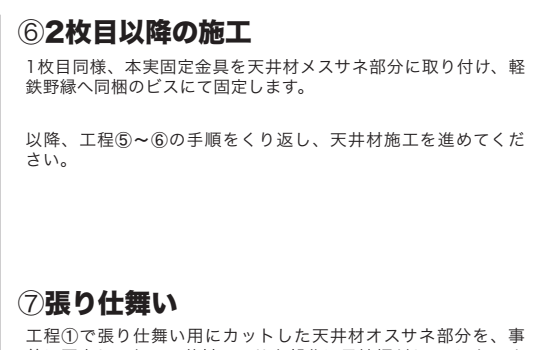 ⑥2枚目以降の施工
1枚目同様、本実固定金具を天井材メスサネ部分に取り付け、軽
鉄野縁へ同梱のビスにて固定します。
以降、工程⑤～⑥の手順をくり返し、天井材施工を進めてくだ
さい。
⑦張り仕舞い
工程①で張り仕舞い用にカットした天井材オスサネ部分を、事